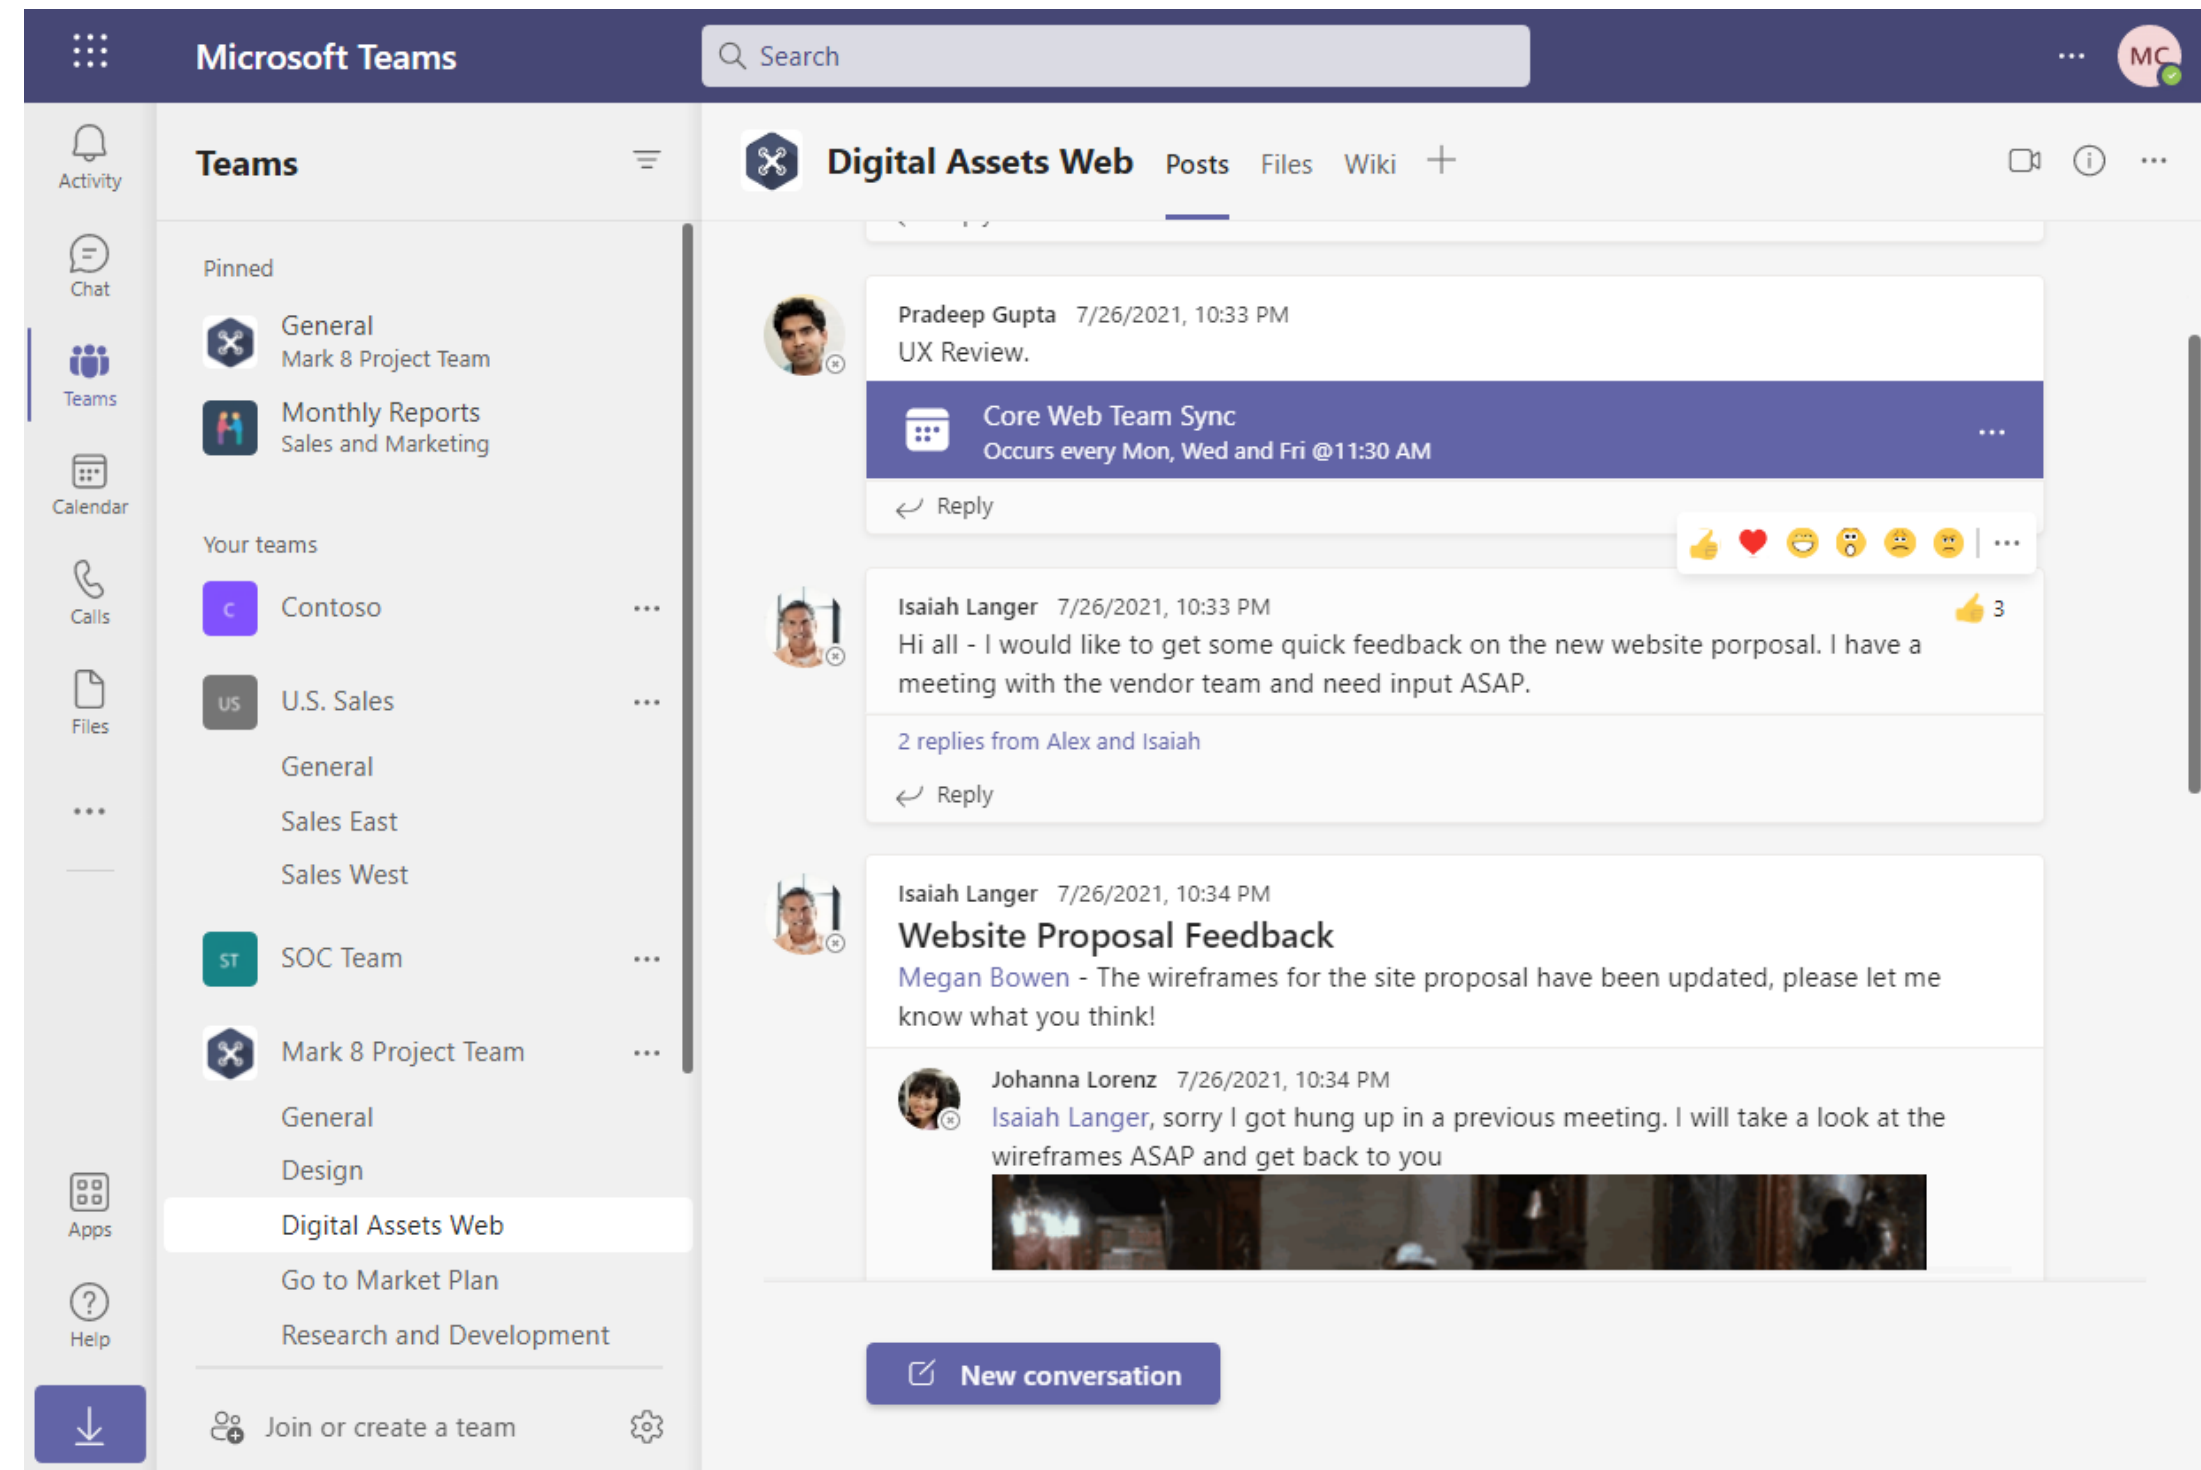 Microsoft Teams
Search
MC
Activity
Chat
Teams
Calendar
Calls
Files
Apps
Help
Teams
Pinned
General
Mark 8 Project Team
Monthly Reports
Sales and Marketing
Your teams
C
Contoso
US
U.S. Sales
General
Sales East
Sales West
ST
SOC Team
Mark 8 Project Team
General
Design
Digital Assets Web
Go to Market Plan
Research and Development
Join or create a team
Digital Assets Web Posts Files Wiki
Pradeep Gupta 7/26/2021, 10:33 PM
UX Review.
Core Web Team Sync
Occurs every Mon, Wed and Fri @11:30 AM
Reply
Isaiah Langer 7/26/2021, 10:33 PM
3
Hi all - I would like to get some quick feedback on the new website porposal. I have a
meeting with the vendor team and need input ASAP.
2 replies from Alex and Isaiah
Reply
Isaiah Langer 7/26/2021, 10:34 PM
Website Proposal Feedback
Megan Bowen - The wireframes for the site proposal have been updated, please let me
know what you think!
Johanna Lorenz 7/26/2021, 10:34 PM
Isaiah Langer, sorry I got hung up in a previous meeting. I will take a look at the
wireframes ASAP and get back to you
New conversation